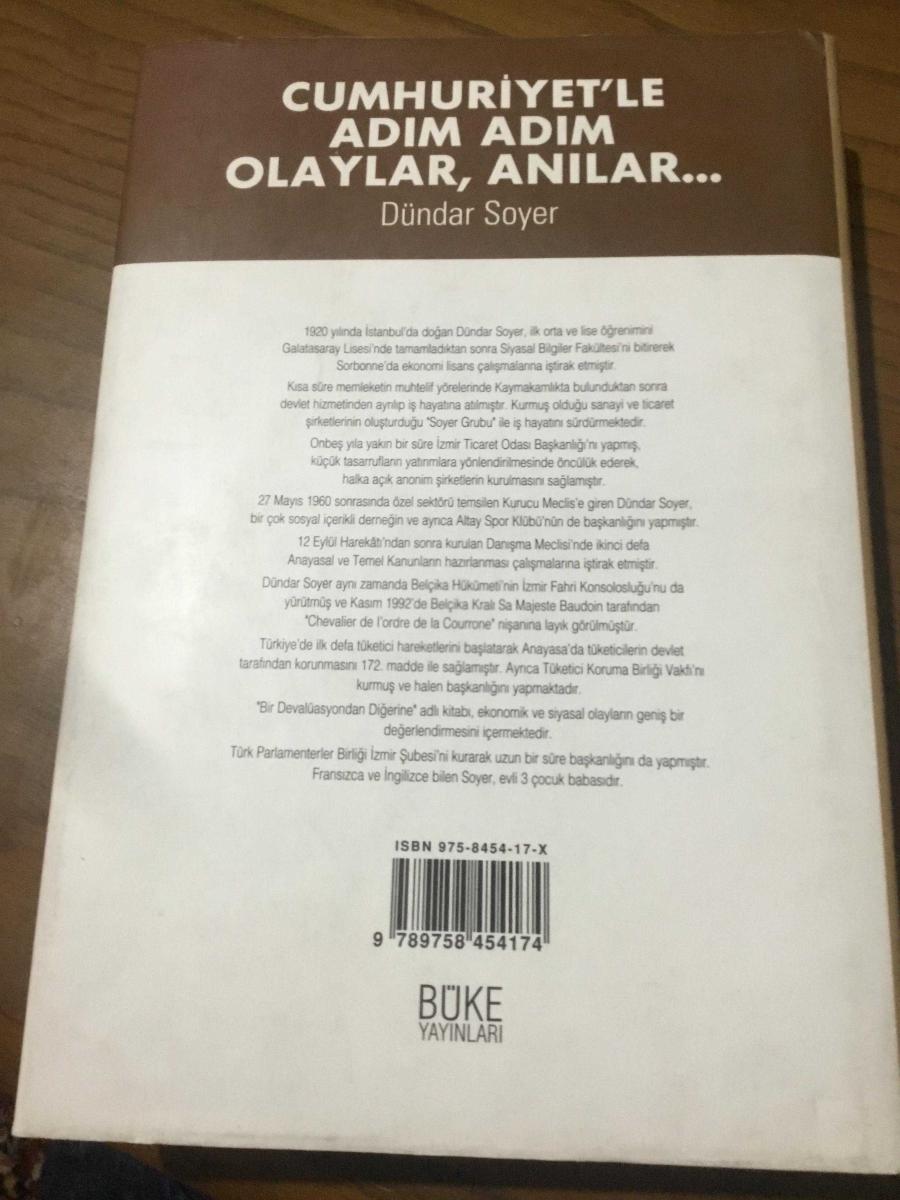 CUMHURİYET'LE
ADIM ADIM
OLAYLAR, ANILAR...
Dündar Soyer
1920 yılında İstanbul'da doğan Dündar Soyer, ilk orta ve lise öğrenimini
Galatasaray Lisesi'nde tamamladıktan sonra Siyasal Bilgiler Fakültesi'ni bitirerek
Sorbonne'da ekonomi lisans çalışmalarına iştirak etmiştir.
Kısa süre memleketin muhtelif yörelerinde Kaymakamlıkta bulunduktan sonra
devlet hizmetinden ayrılıp iş hayatına atılmıştır. Kurmuş olduğu sanayi ve ticaret
şirketlerinin oluşturduğu "Soyer Grubu" ile iş hayatını sürdürmektedir.
Onbeş yıla yakın bir süre İzmir Ticaret Odası Başkanlığı'nı yapmış,
küçük tasarrufların yatırımlara yönlendirilmesinde öncülük ederek,
halka açık anonim şirketlerin kurulmasını sağlamıştır.
27 Mayıs 1960 sonrasında özel sektörü temsilen Kurucu Meclis'e giren Dündar Soyer,
bir çok sosyal içerikli derneğin ve ayrıca Altay Spor Klübü'nün de başkanlığını yapmıştır.
12 Eylül Harekâtı'ndan sonra kurulan Danışma Meclisi'nde ikinci defa
Anayasal ve Temel Kanunların hazırlanması çalışmalarına iştirak etmiştir.
Dündar Soyer aynı zamanda Belçika Hükümeti'nin İzmir Fahri Konsolosluğu'nu da
yürütmüş ve Kasım 1992'de Belçika Kralı Sa Majeste Baudoin tarafından
"Chevalier de l'ordre de la Courrone" nişanına layık görülmüştür.
Türkiye'de ilk defa tüketici hareketlerini başlatarak Anayasa'da tüketicilerin devlet
tarafından korunmasını 172. madde ile sağlamıştır. Ayrıca Tüketici Koruma Birliği Vakfı'nı
kurmuş ve halen başkanlığını yapmaktadır.
"Bir Devalüasyondan Diğerine" adlı kitabı, ekonomik ve siyasal olayların geniş bir
değerlendirmesini içermektedir.
Türk Parlamenterler Birliği İzmir Şubesi'ni kurarak uzun bir süre başkanlığını da yapmıştır.
Fransızca ve İngilizce bilen Soyer, evli 3 çocuk babasıdır.
ISBN 975-8454-17-X
9 789758 454174
BÜKE
YAYINLARI